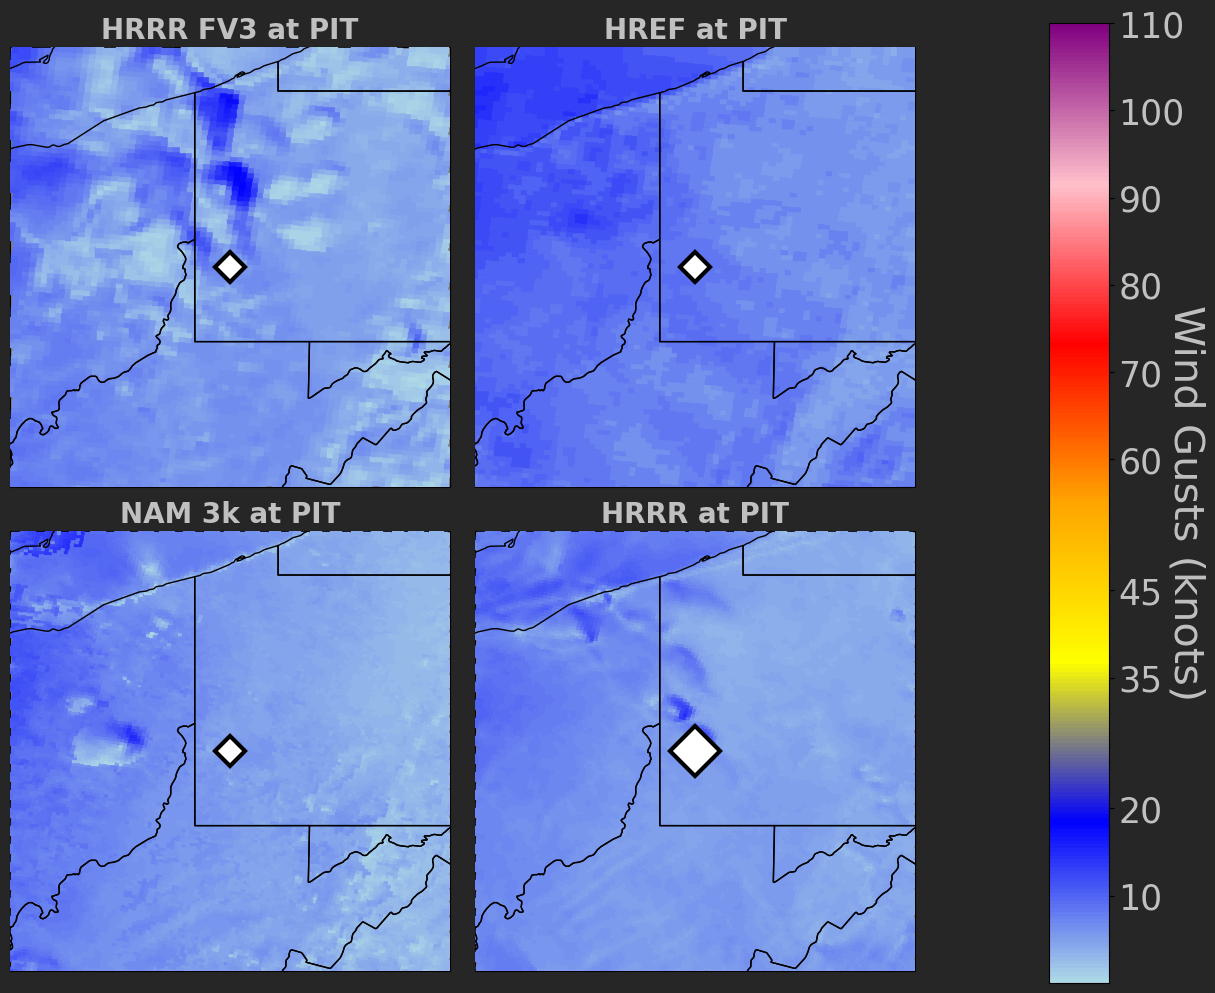 HRRR FV3 at PIT
HREF at PIT
NAM 3k at PIT
HRRR at PIT
110
100
90
80
70
60
45
35
20
10
Wind Gusts (knots)